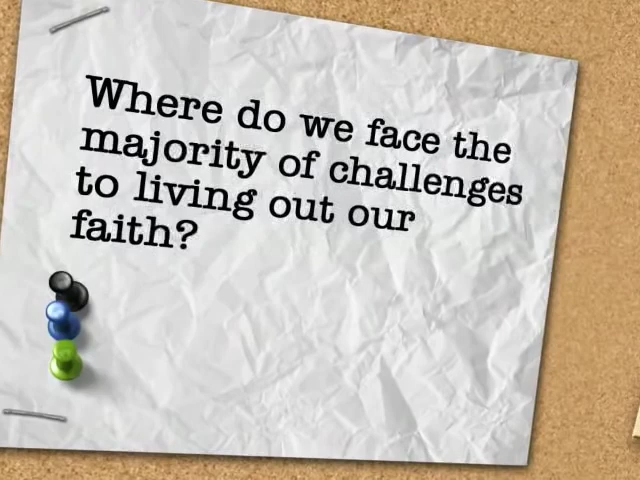 Where do we face the
majority of challenges
to living out our
faith?